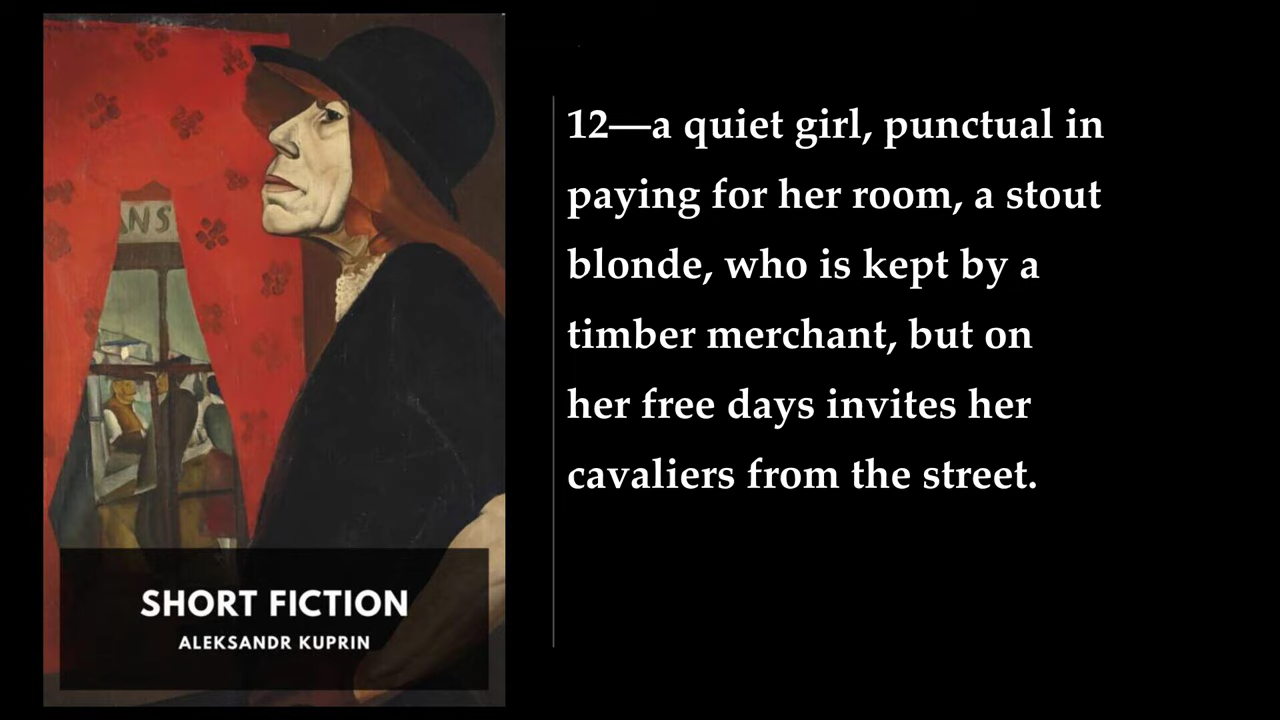 ANS
SHORT FICTION
ALEKSANDR KUPRIN
12—a quiet girl, punctual in
paying for her room, a stout
blonde, who is kept by a
timber merchant, but on
her free days invites her
cavaliers from the street.